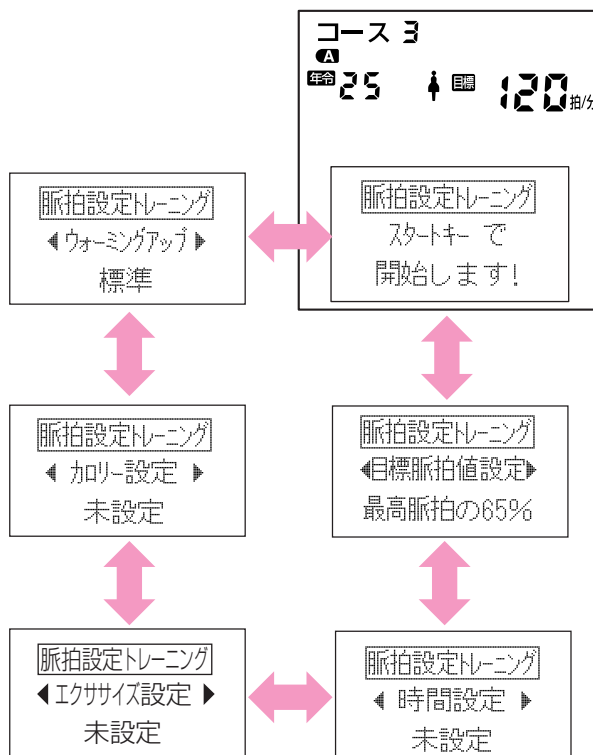 コース 3
A
年令 25 目標 120 拍/分
脈拍設定トレーニング
スタートキー で
開始します!
脈拍設定トレーニング
ウォーミングアップ
標準
脈拍設定トレーニング
カロリー設定
未設定
脈拍設定トレーニング
目標脈拍値設定
最高脈拍の65%
脈拍設定トレーニング
エクササイズ設定
未設定
脈拍設定トレーニング
時間設定
未設定